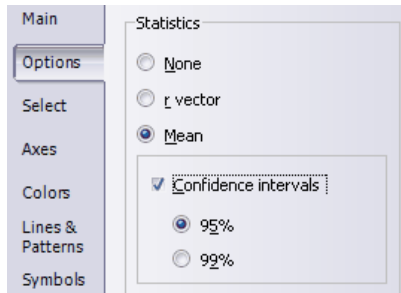 Main
Options
Select
Axes
Colors
Lines &
Patterns
Symbols
Statistics
None
r vector
Mean
Confidence intervals
95%
99%